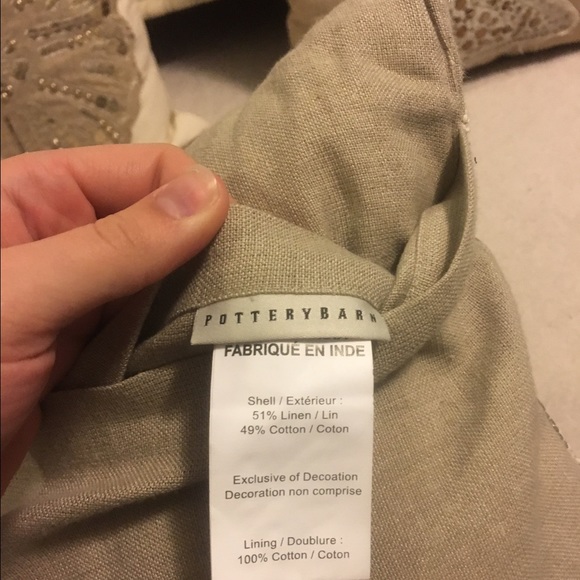 POTTERYBARN
FABRIQUÉ EN INDE
Shell / Extérieur :
51% Linen / Lin
49% Cotton / Coton
Exclusive of Decoation
Decoration non comprise
Lining / Doublure :
100% Cotton / Coton